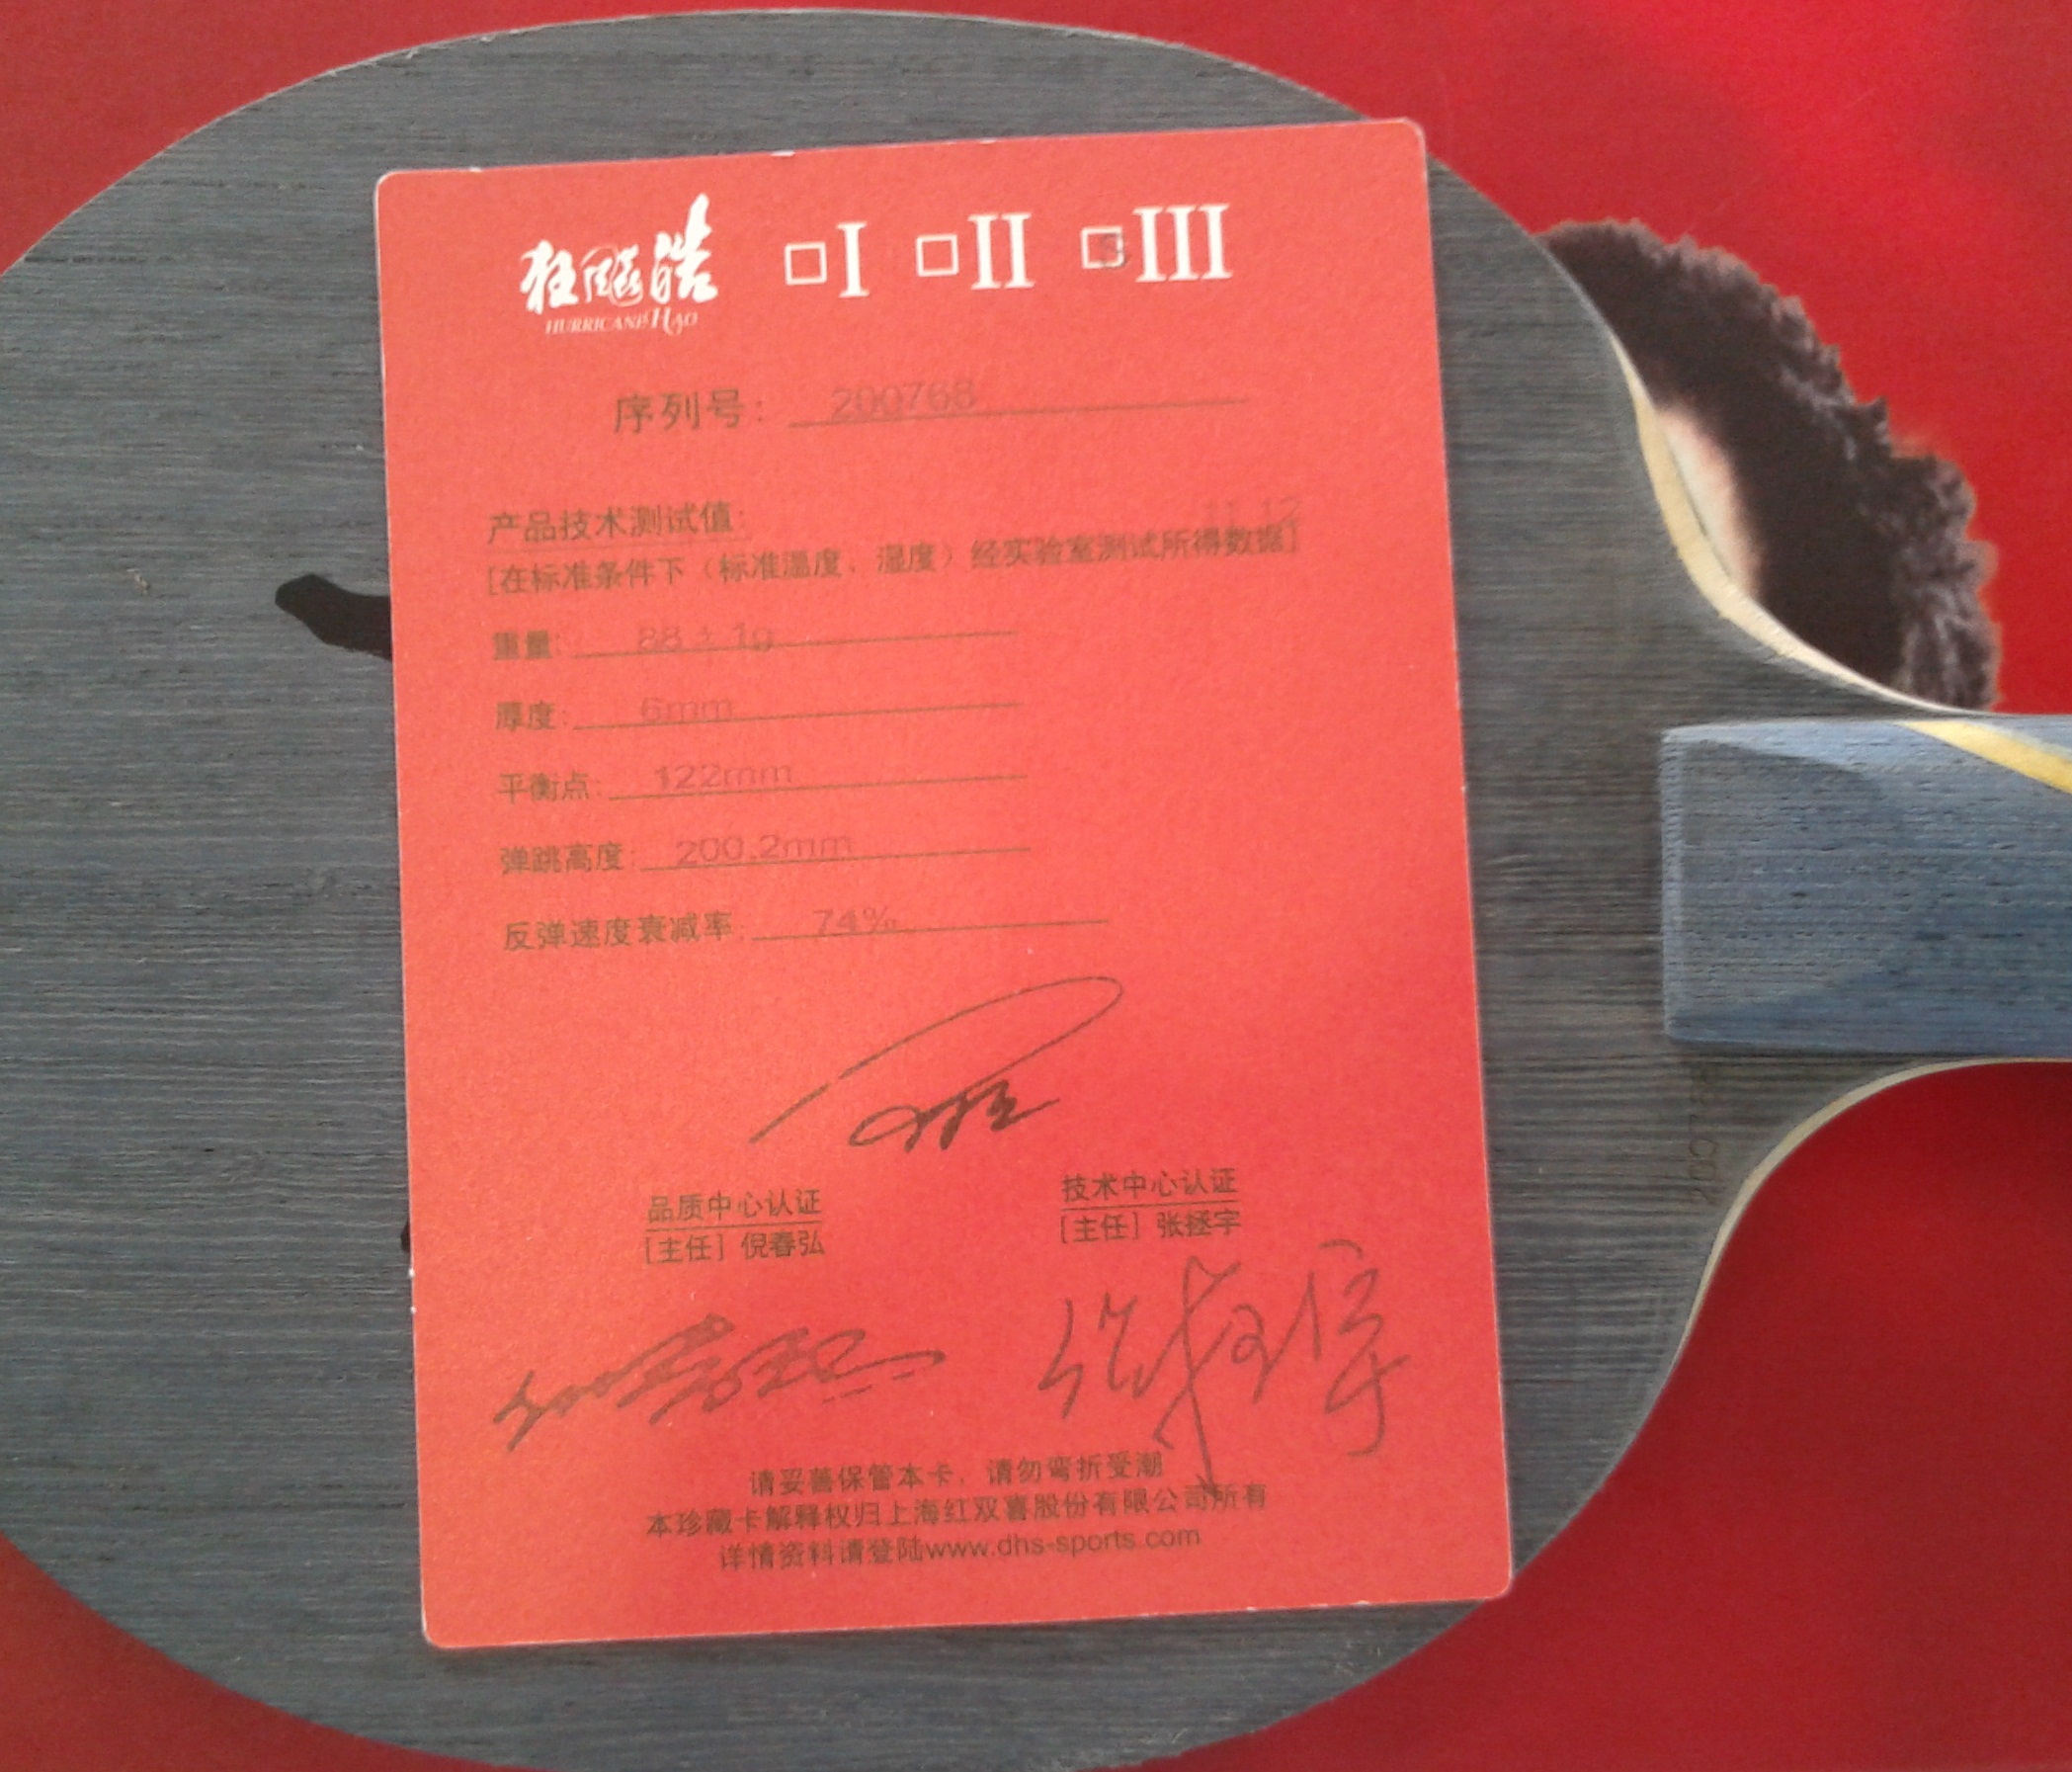 狂飚皓 □I □II □III
HURRICANE HAO
序列号: 200768
产品技术测试值:
11.12
[在标准条件下（标准温度、湿度）经实验室测试所得数据]
重量: 88±1g
厚度: 6mm
平衡点: 122mm
弹跳高度: 200.2mm
反弹速度衰减率: 74%
品质中心认证
[主任] 倪春弘
技术中心认证
[主任] 张拯宇
请妥善保管本卡，请勿弯折受潮
本珍藏卡解释权归上海红双喜股份有限公司所有
详情资料请登陆www.dhs-sports.com
200768